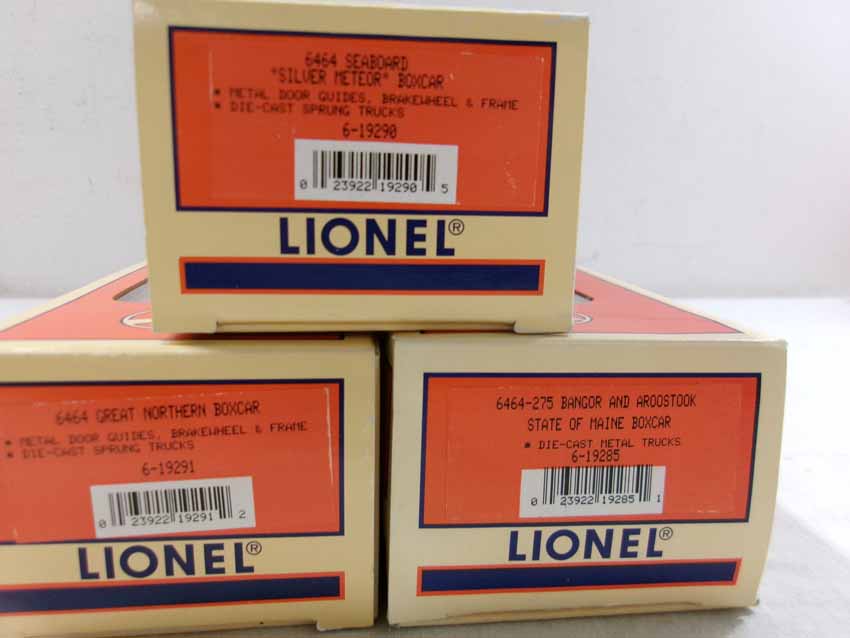 6464 SEABOARD
"SILVER METEOR" BOXCAR
* METAL DOOR GUIDES, BRAKEWHEEL & FRAME
* DIE-CAST SPRUNG TRUCKS
6-19290
0 23922 19290 5
LIONEL®
6464 GREAT NORTHERN BOXCAR
* METAL DOOR GUIDES, BRAKEWHEEL & FRAME
* DIE-CAST SPRUNG TRUCKS
6-19291
0 23922 19291 2
LIONEL®
6464-275 BANGOR AND AROOSTOOK
STATE OF MAINE BOXCAR
* DIE-CAST METAL TRUCKS
6-19285
0 23922 19285 1
LIONEL®